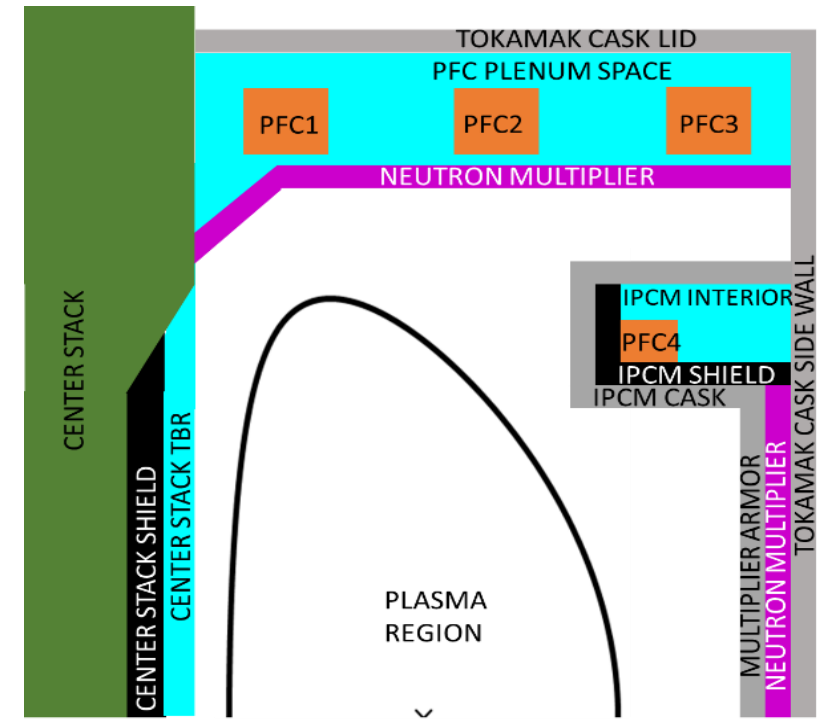 TOKAMAK CASK LID
PFC PLENUM SPACE
PFC1
PFC2
PFC3
NEUTRON MULTIPLIER
CENTER STACK
CENTER STACK SHIELD
CENTER STACK TBR
IPCM INTERIOR
PFC4
IPCM SHIELD
IPCM CASK
PLASMA
REGION
MULTIPLIER ARMOR
NEUTRON MULTIPLIER
TOKAMAK CASK SIDE WALL